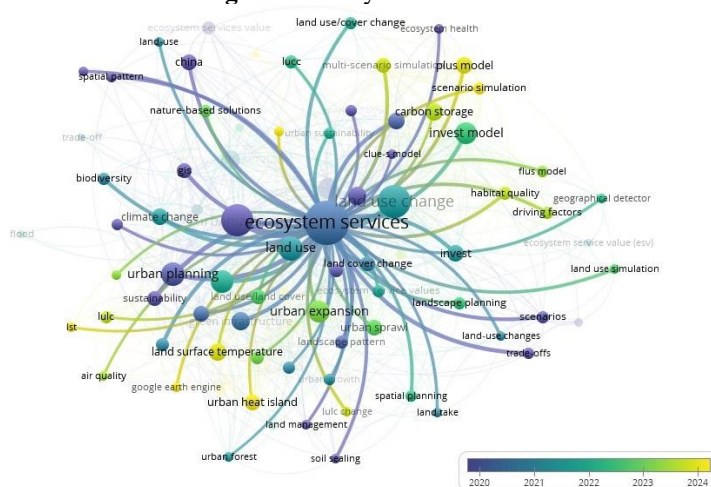 ecosystem services value
land use/cover change
ecosystem health
land-use
china
lucc
multi-scenario simulation
plus model
spatial pattern
scenario simulation
nature-based solutions
carbon storage
trade-off
urban sustainability
invest model
clue-s model
gis
flus model
biodiversity
habitat quality
geographical detector
land use change
climate change
driving factors
ecosystem services
flood
ecosystem service value (esv)
land use
invest
land cover change
land use simulation
urban planning
ecosystem services values
sustainability
land use/land cover
landscape planning
urban expansion
lulc
scenarios
green infrastructure
lst
urban sprawl
land-use changes
landscape pattern
land surface temperature
trade-offs
air quality
urban growth
google earth engine
spatial planning
urban heat island
lulc change
land take
land management
urban forest
soil sealing
2020 2021 2022 2023 2024